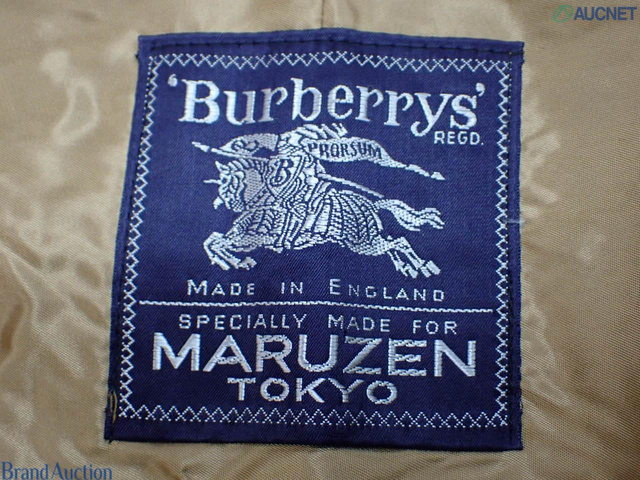 AUCNET
'Burberrys'
REGD.
PRORSUM
B
MADE IN ENGLAND
SPECIALLY MADE FOR
MARUZEN
TOKYO
Brand Auction